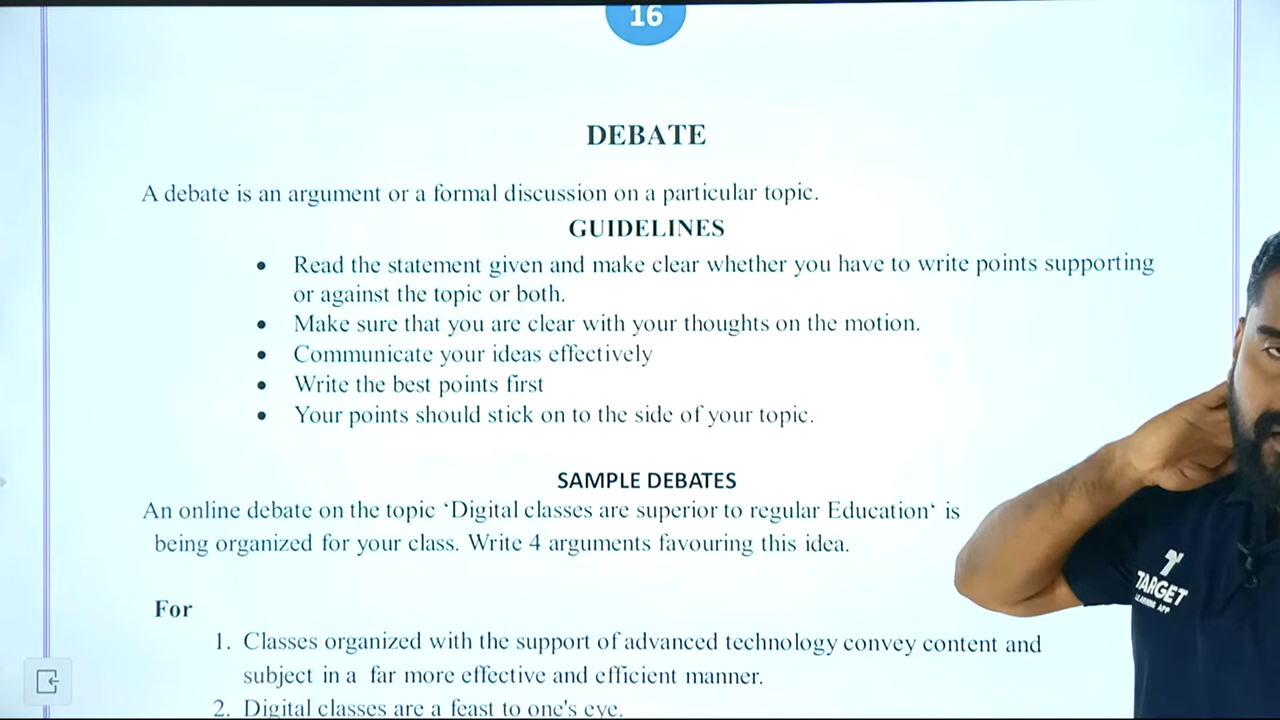 16
DEBATE
A debate is an argument or a formal discussion on a particular topic.
GUIDELINES
• Read the statement given and make clear whether you have to write points supporting
or against the topic or both.
• Make sure that you are clear with your thoughts on the motion.
• Communicate your ideas effectively
• Write the best points first
• Your points should stick on to the side of your topic.
SAMPLE DEBATES
An online debate on the topic ‘Digital classes are superior to regular Education‘ is
being organized for your class. Write 4 arguments favouring this idea.
For
1. Classes organized with the support of advanced technology convey content and
subject in a far more effective and efficient manner.
2. Digital classes are a feast to one's eye.
TARGET
LEARNING APP